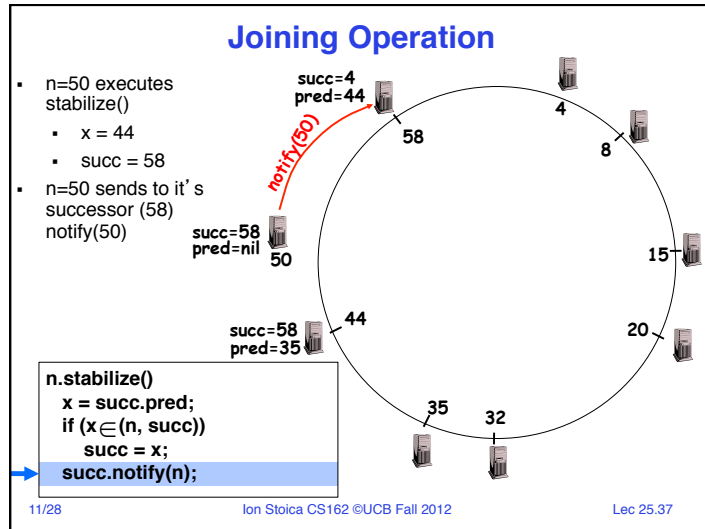 Joining Operation
▪ n=50 executes
stabilize()
▪ x = 44
▪ succ = 58
▪ n=50 sends to it's
successor (58)
notify(50)
succ=4
pred=44
notify(50)
58
4
8
succ=58
pred=nil
50
15
succ=58
pred=35
44
20
35
32
n.stabilize()
x = succ.pred;
if (x∈(n, succ))
succ = x;
succ.notify(n);
11/28
Ion Stoica CS162 ©UCB Fall 2012
Lec 25.37